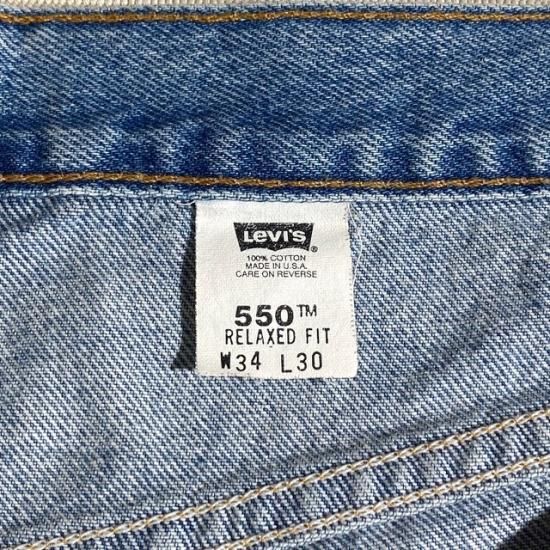 LEVI'S®
100% COTTON
MADE IN U.S.A.
CARE ON REVERSE
550™
RELAXED FIT
W34 L30